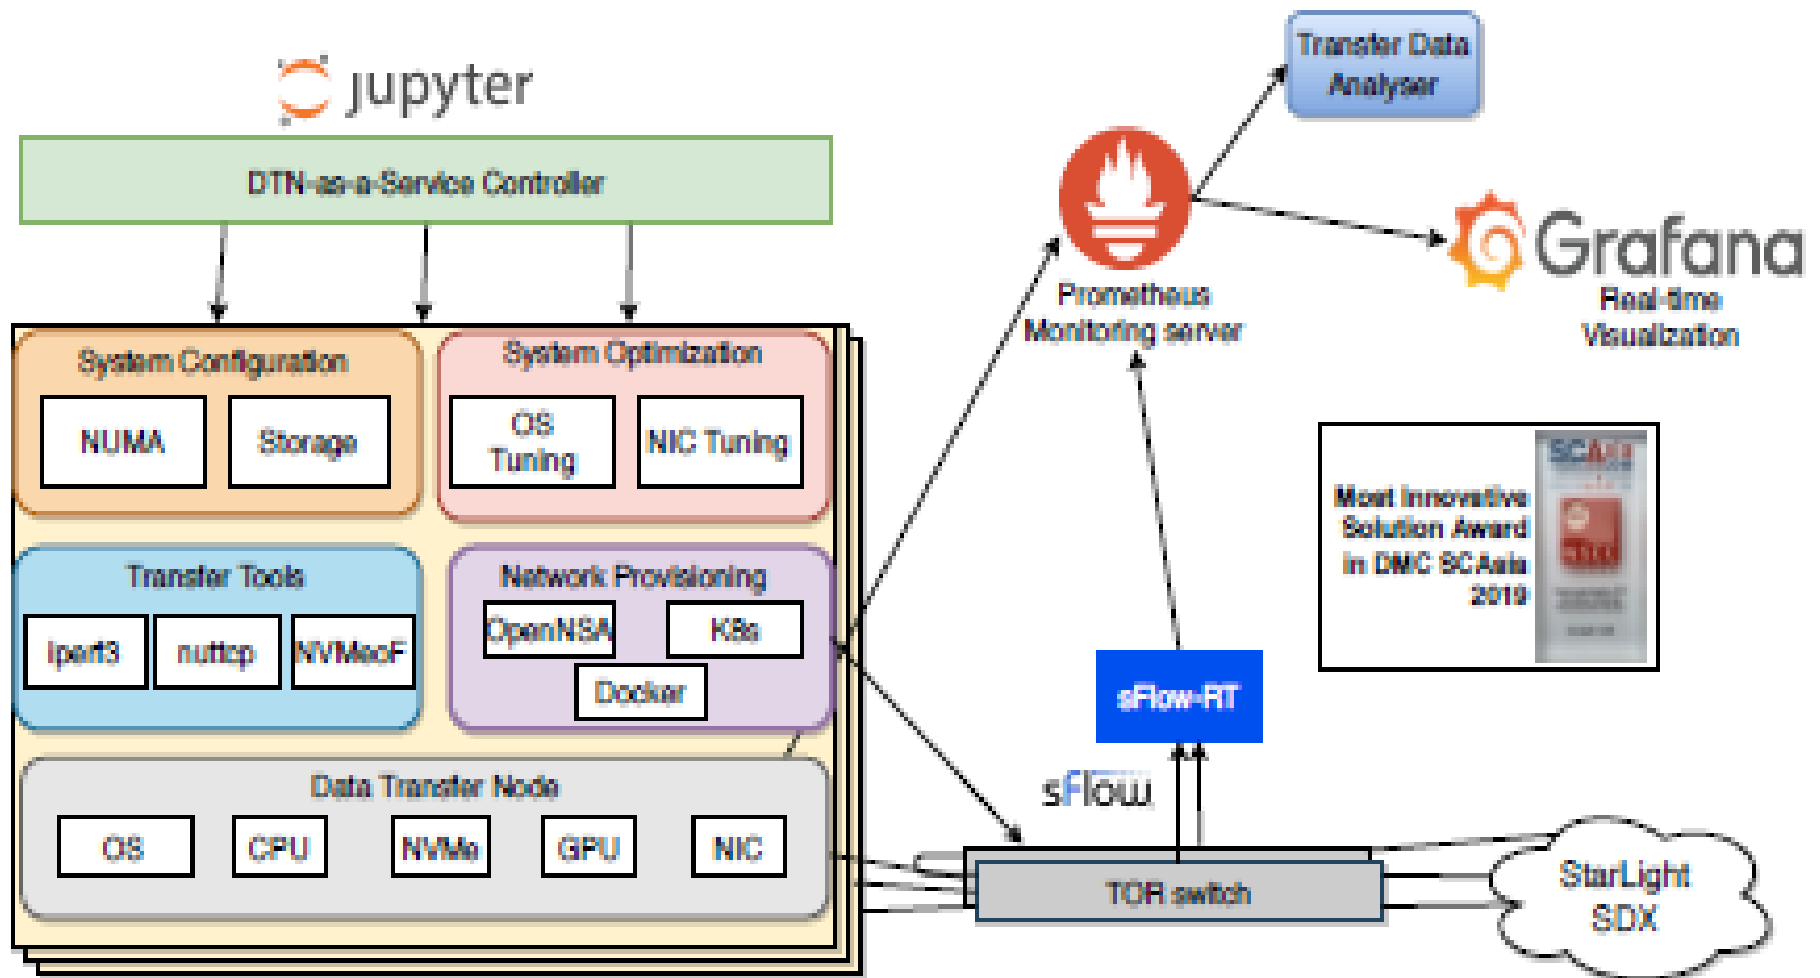 jupyter
DTN-as-a-Service Controller
System Configuration
NUMA
Storage
System Optimization
OS
Tuning
NIC Tuning
Transfer Tools
iperf3
nuttcp
NVMeoF
Network Provisioning
OpenNSA
K8s
Docker
Data Transfer Node
OS
CPU
NVMe
GPU
NIC
Transfer Data
Analyser
Prometheus
Monitoring server
Grafana
Real-time
Visualization
Most Innovative
Solution Award
in DMC SCAsia
2019
SCAsia
sFlow-RT
sFlow
TOR switch
StarLight
SDX